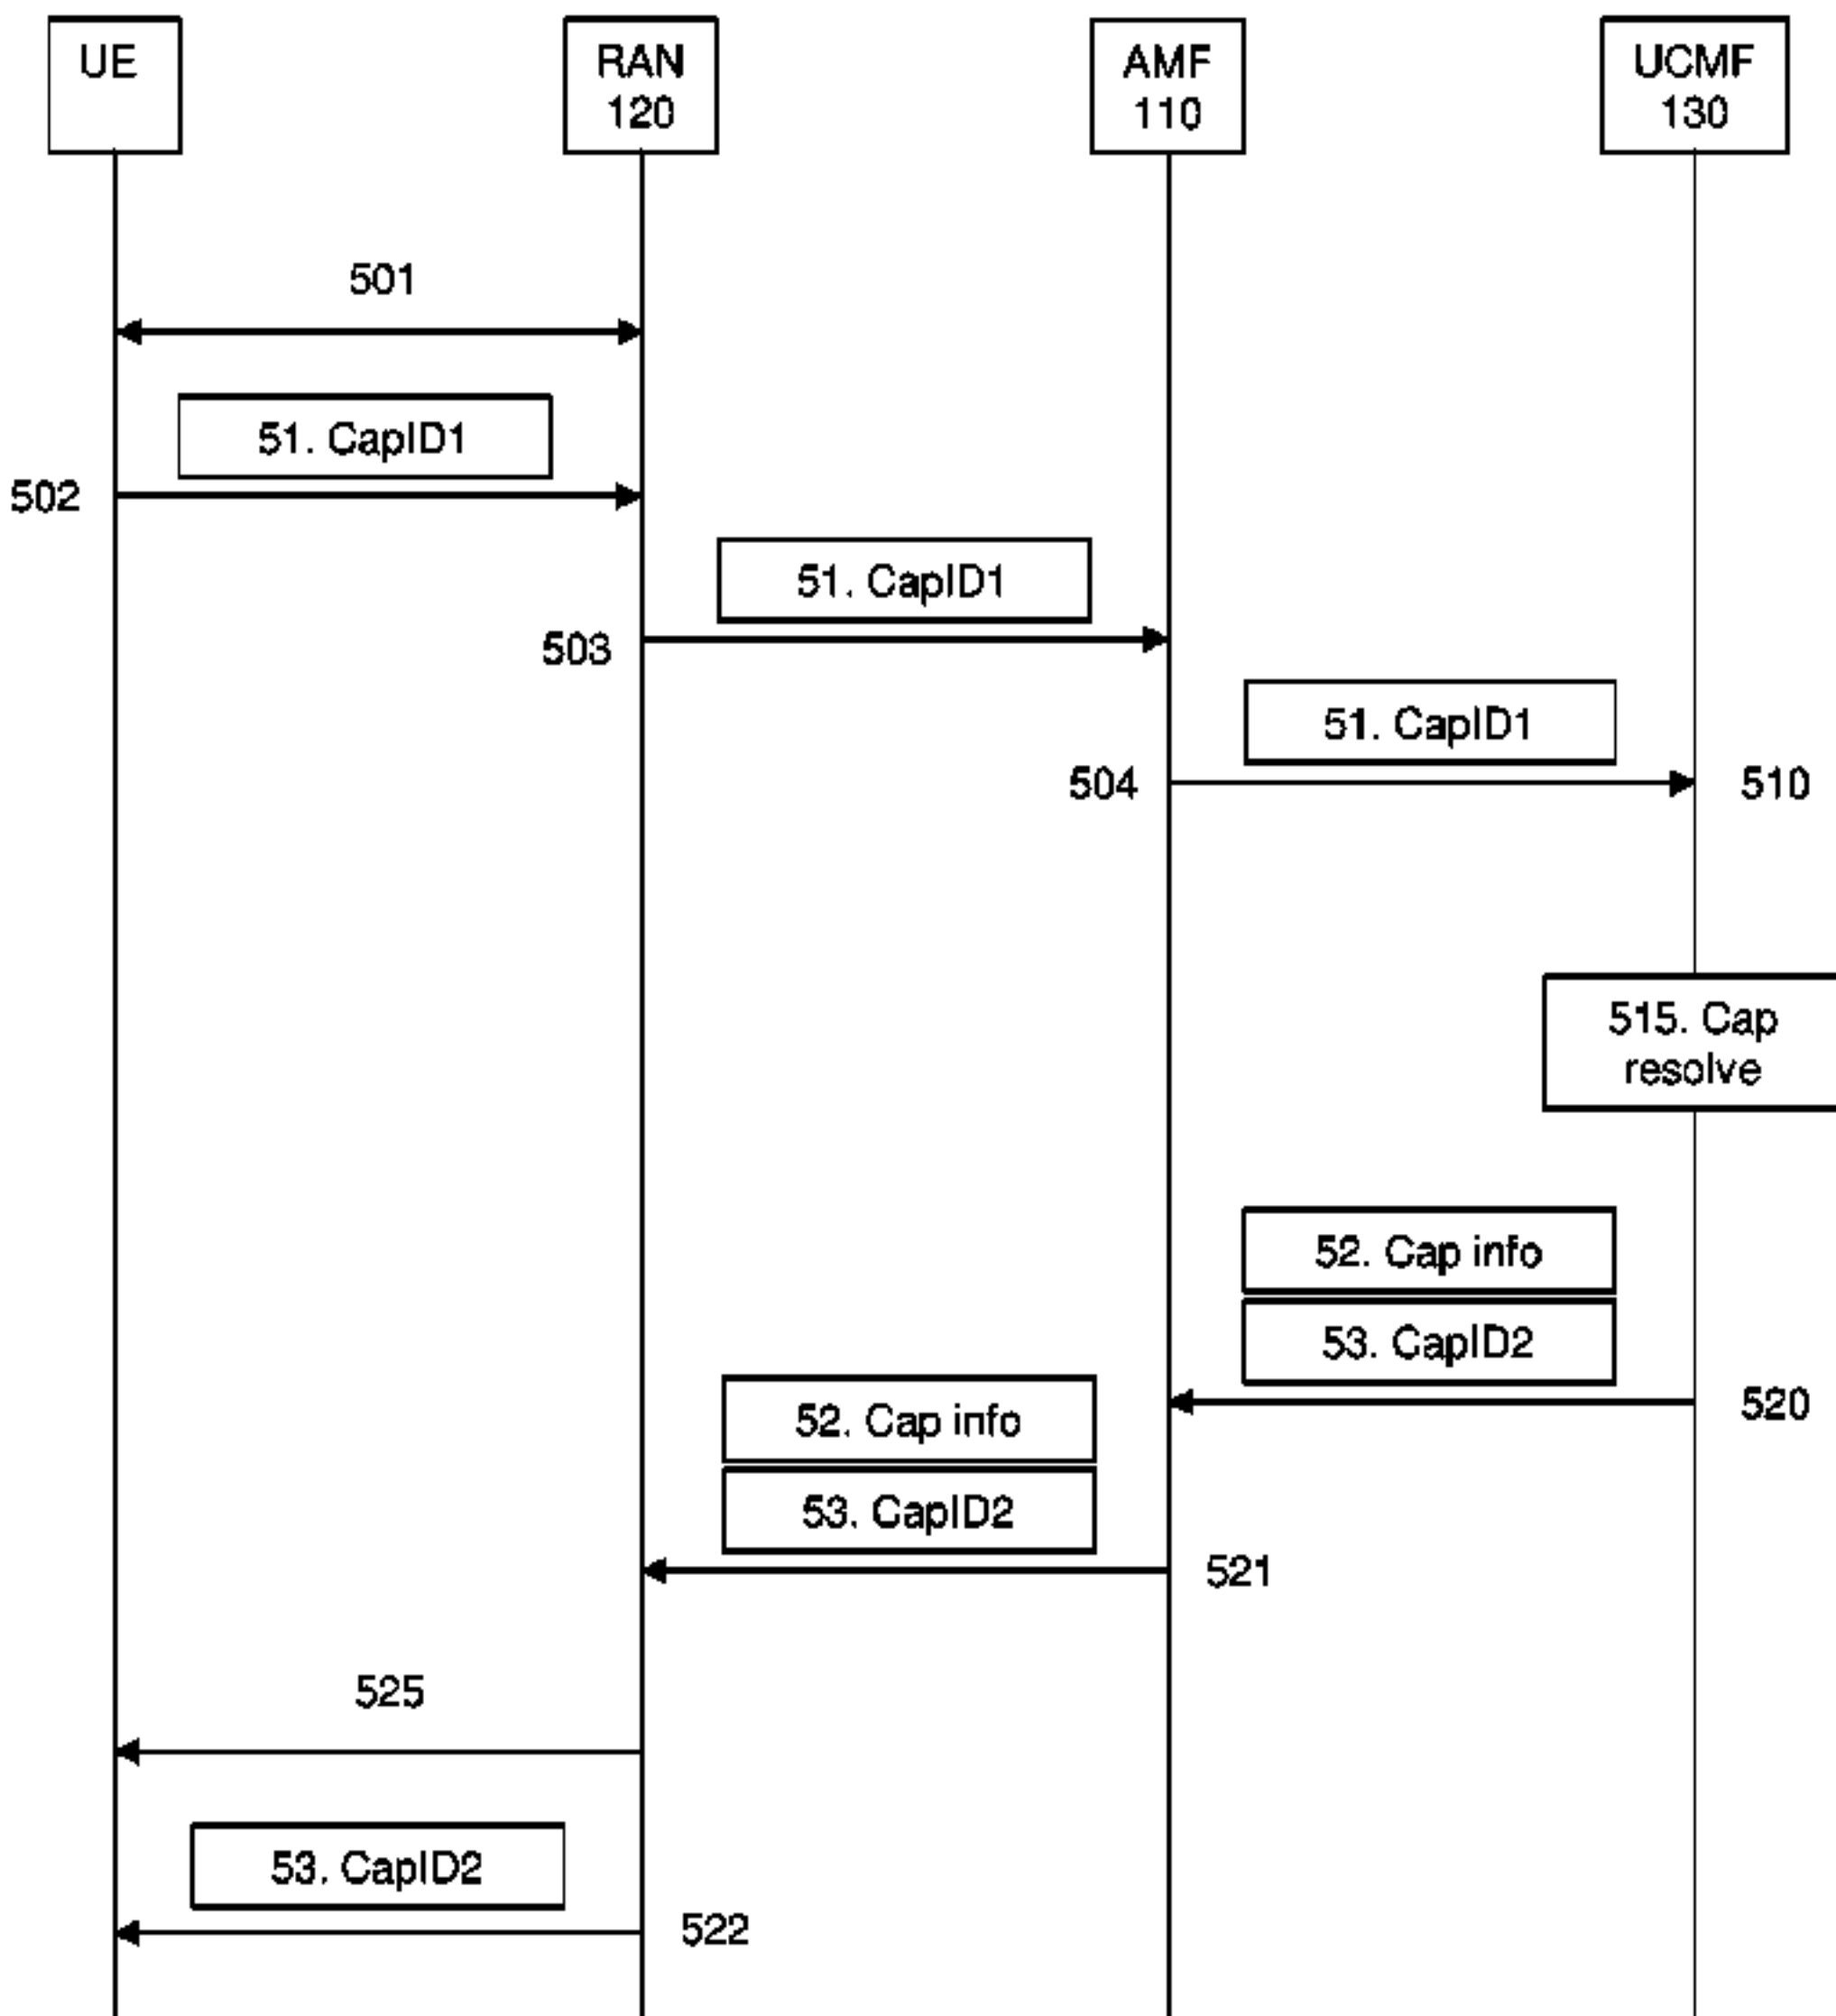 UE
RAN
120
AMF
110
UCMF
130
501
51. CapID1
502
51. CapID1
503
51. CapID1
504
510
515. Cap
resolve
52. Cap info
53. CapID2
520
52. Cap info
53. CapID2
521
525
53. CapID2
522